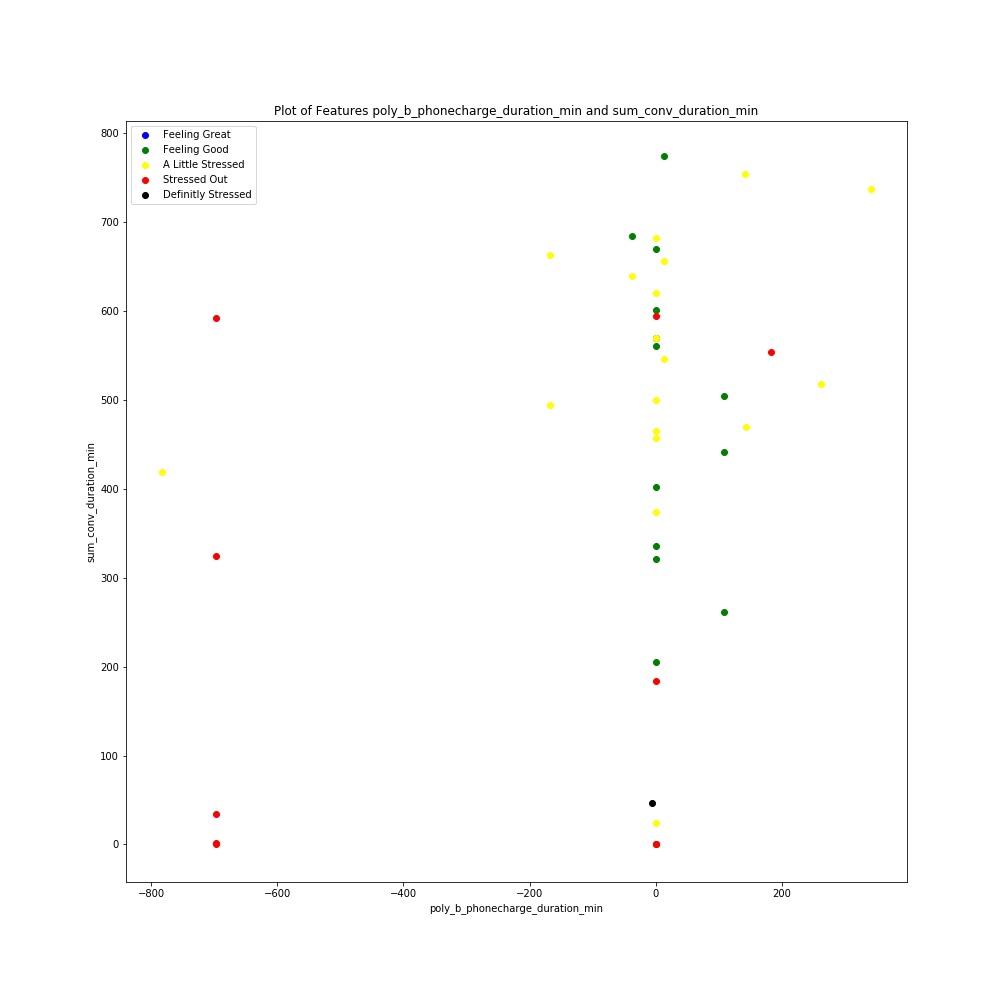 Plot of Features poly_b_phonecharge_duration_min and sum_conv_duration_min
Feeling Great
Feeling Good
A Little Stressed
Stressed Out
Definitly Stressed
800
700
600
500
400
300
200
100
0
sum_conv_duration_min
−800
−600
−400
−200
0
200
poly_b_phonecharge_duration_min